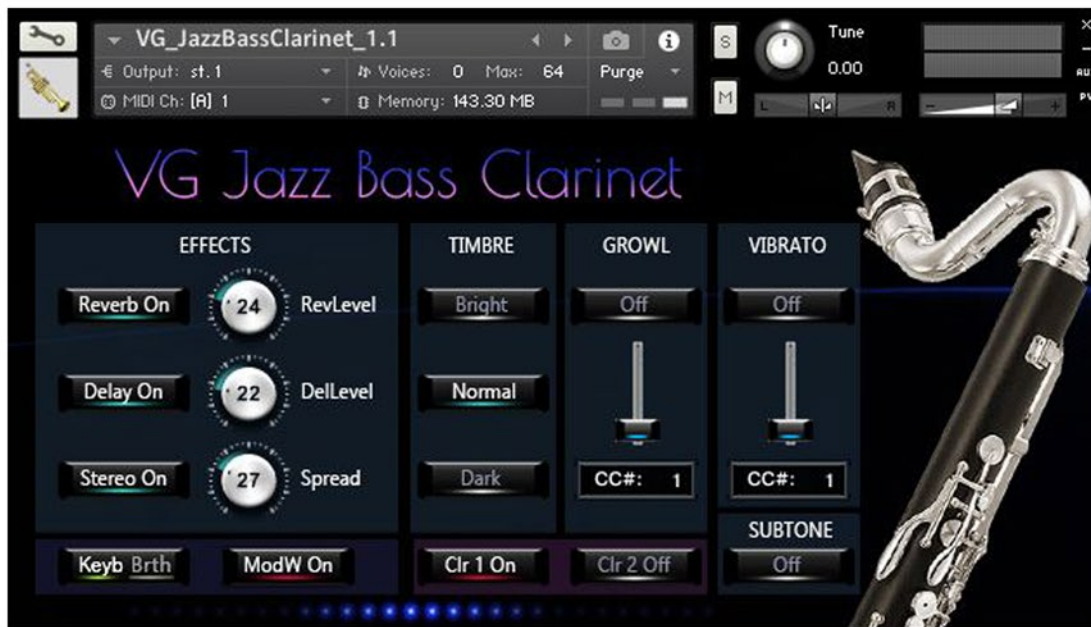 VG_JazzBassClarinet_1.1
Output: st.1
Voices: 0 Max: 64
Purge
MIDI Ch: [A] 1
Memory: 143.30 MB
S
M
Tune
0.00
L R
- +
AU
PV
VG Jazz Bass Clarinet
EFFECTS
Reverb On 24 RevLevel
Delay On 22 DelLevel
Stereo On 27 Spread
TIMBRE
Bright
Normal
Dark
GROWL
Off
CC#: 1
VIBRATO
Off
CC#: 1
SUBTONE
Off
Keyb Brth
ModW On
Clr 1 On
Clr 2 Off